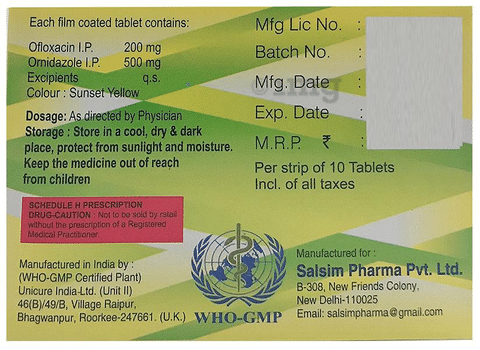 Each film coated tablet contains:
Ofloxacin I.P. 200 mg
Ornidazole I.P. 500 mg
Excipients q.s.
Colour : Sunset Yellow
Dosage: As directed by Physician
Storage : Store in a cool, dry & dark
place, protect from sunlight and moisture.
Keep the medicine out of reach
from children
SCHEDULE H PRESCRIPTION
DRUG-CAUTION : Not to be sold by retail
without the prescription of a Registered
Medical Practitioner.
Manufactured in India by :
(WHO-GMP Certified Plant)
Unicure India-Ltd. (Unit II)
46(B)/49/B, Village Raipur,
Bhagwanpur, Roorkee-247661. (U.K.)
WHO-GMP
Mfg Lic No. :
Batch No. :
Mfg. Date :
Exp. Date :
M.R.P. ₹ :
Per strip of 10 Tablets
Incl. of all taxes
Manufactured for :
Salsim Pharma Pvt. Ltd.
B-308, New Friends Colony,
New Delhi-110025
Email: salsimpharma@gmail.com